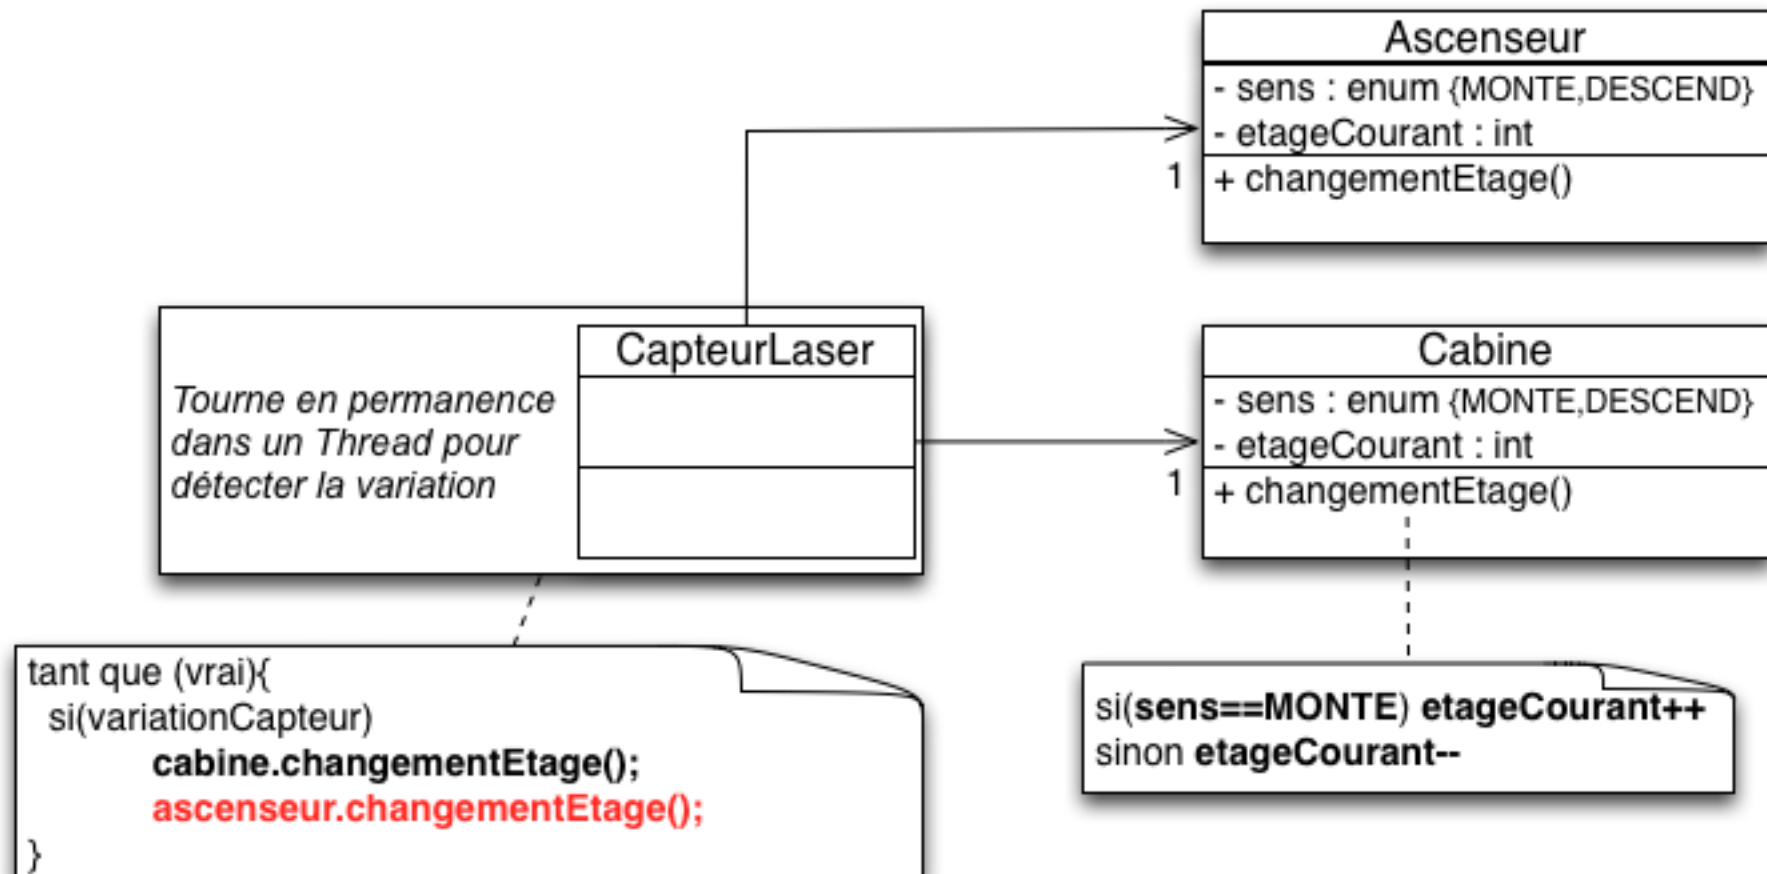 Ascenseur
- sens : enum {MONTE,DESCEND}
- etageCourant : int
1
+ changementEtage()
CapteurLaser
Tourne en permanence
dans un Thread pour
détecter la variation
Cabine
- sens : enum {MONTE,DESCEND}
- etageCourant : int
1
+ changementEtage()
tant que (vrai){
si(variationCapteur)
cabine.changementEtage();
ascenseur.changementEtage();
}
si(sens==MONTE) etageCourant++
sinon etageCourant--